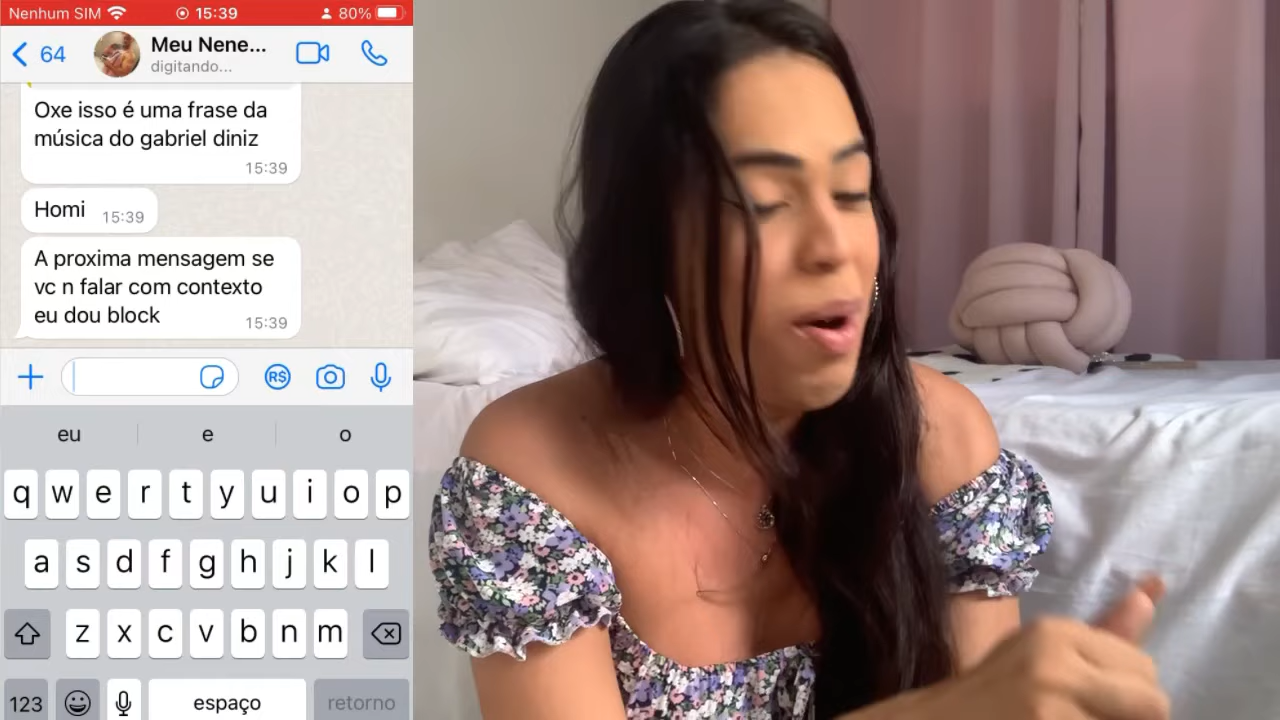 Nenhum SIM 15:39 80%
64 Meu Nene...
digitando...
Oxe isso é uma frase da
música do gabriel diniz
15:39
Homi 15:39
A proxima mensagem se
vc n falar com contexto
eu dou block 15:39
R$
eu e o
q w e r t y u i o p
a s d f g h j k l
z x c v b n m
123 espaço retorno